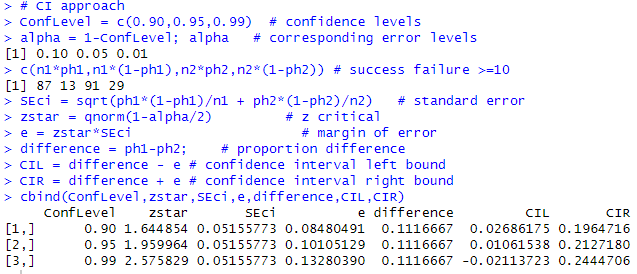 > # CI approach
> ConfLevel = c(0.90,0.95,0.99)  # confidence levels
> alpha = 1-ConfLevel; alpha   # corresponding error levels
[1] 0.10 0.05 0.01
> c(n1*ph1,n1*(1-ph1),n2*ph2,n2*(1-ph2)) # success failure >=10
[1] 87 13 91 29
> SEci = sqrt(ph1*(1-ph1)/n1 + ph2*(1-ph2)/n2)   # standard error
> zstar = qnorm(1-alpha/2)          # z critical
> e = zstar*SEci                    # margin of error
> difference = ph1-ph2;    # proportion difference
> CIL = difference - e # confidence interval left bound
> CIR = difference + e # confidence interval right bound
> cbind(ConfLevel,zstar,SEci,e,difference,CIL,CIR)
     ConfLevel    zstar       SEci          e difference         CIL       CIR
[1,]      0.90 1.644854 0.05155773 0.08480491  0.1116667  0.02686175 0.1964716
[2,]      0.95 1.959964 0.05155773 0.10105129  0.1116667  0.01061538 0.2127180
[3,]      0.99 2.575829 0.05155773 0.13280390  0.1116667 -0.02113723 0.2444706